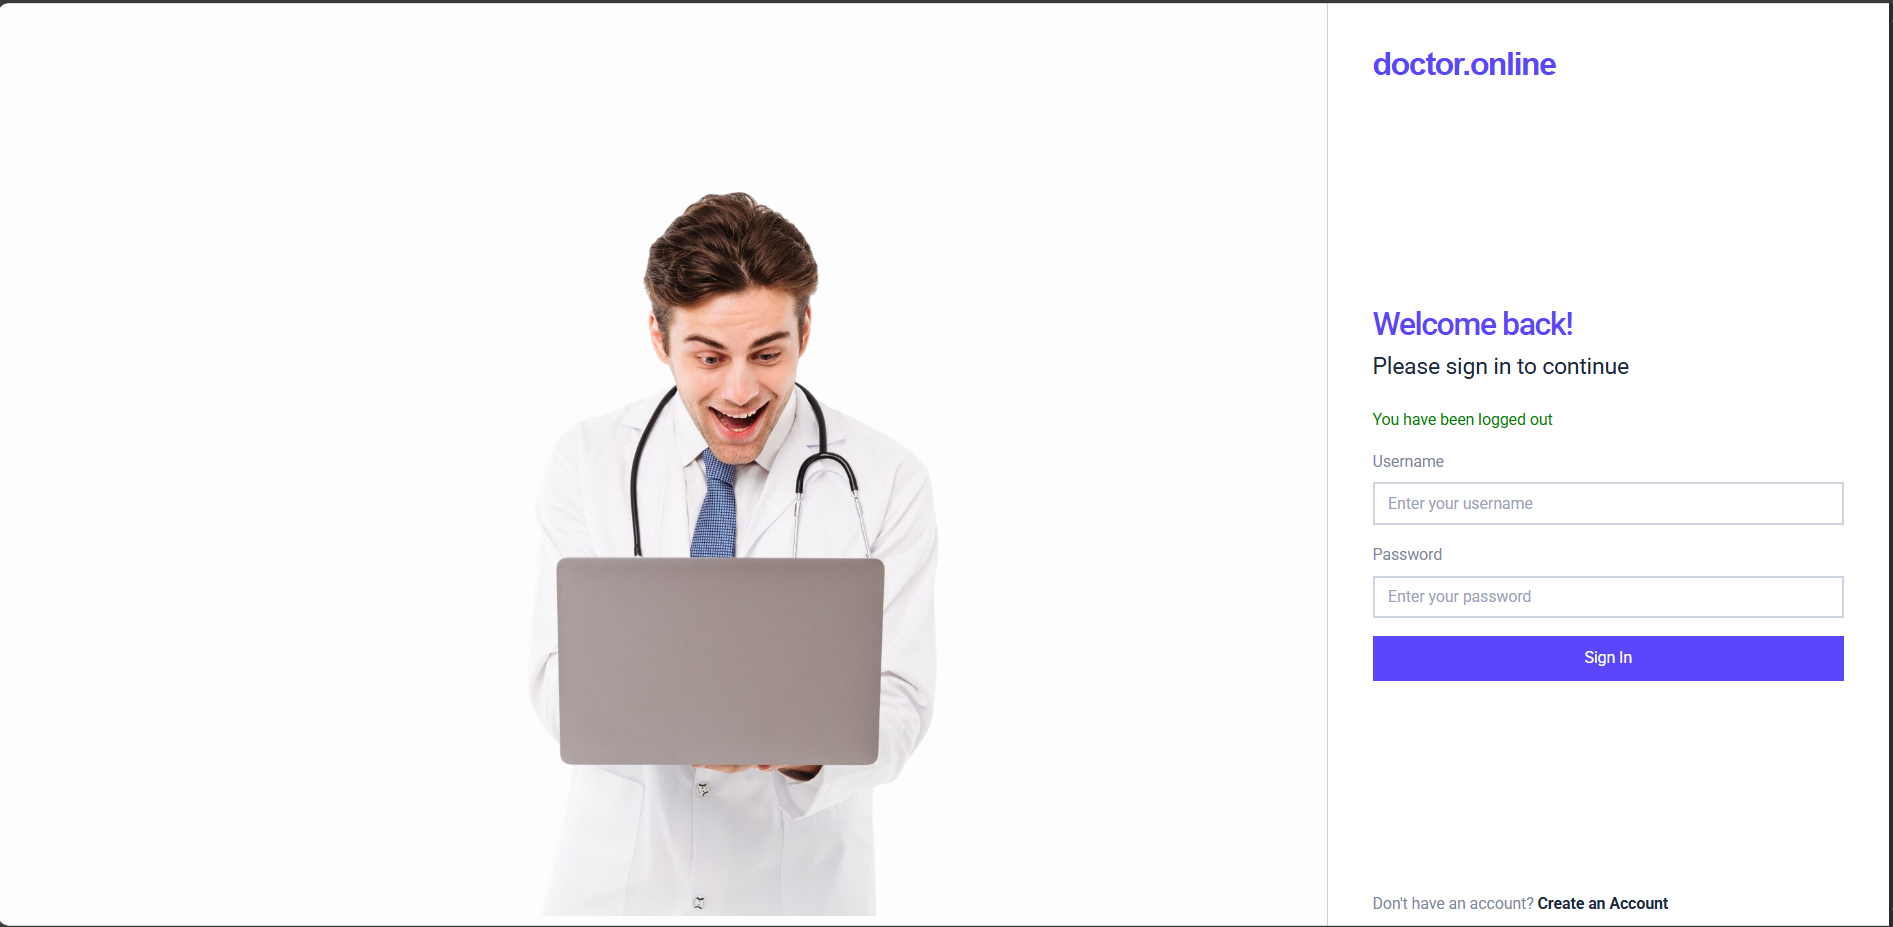 doctor.online
Welcome back!
Please sign in to continue
You have been logged out
Username
Enter your username
Password
Enter your password
Sign In
Don't have an account? Create an Account